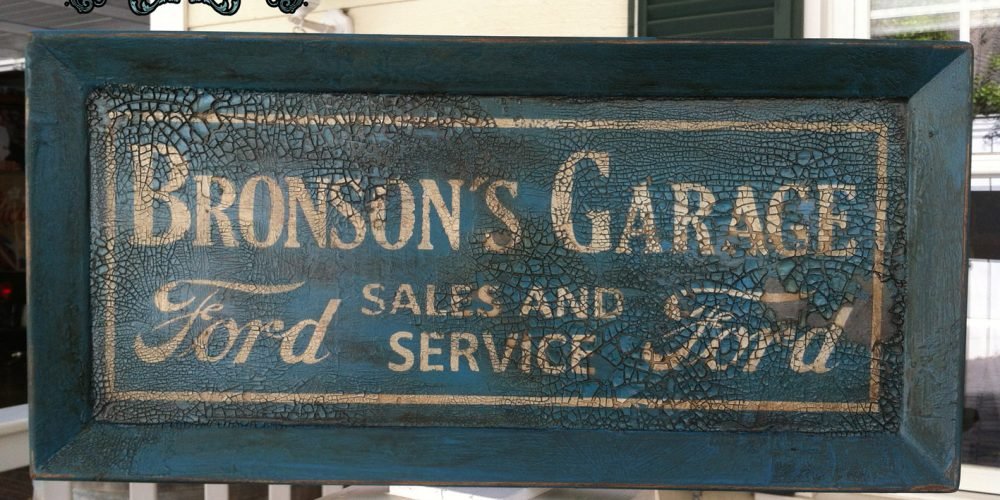 BRONSON'S GARAGE
Ford SALES AND SERVICE Ford